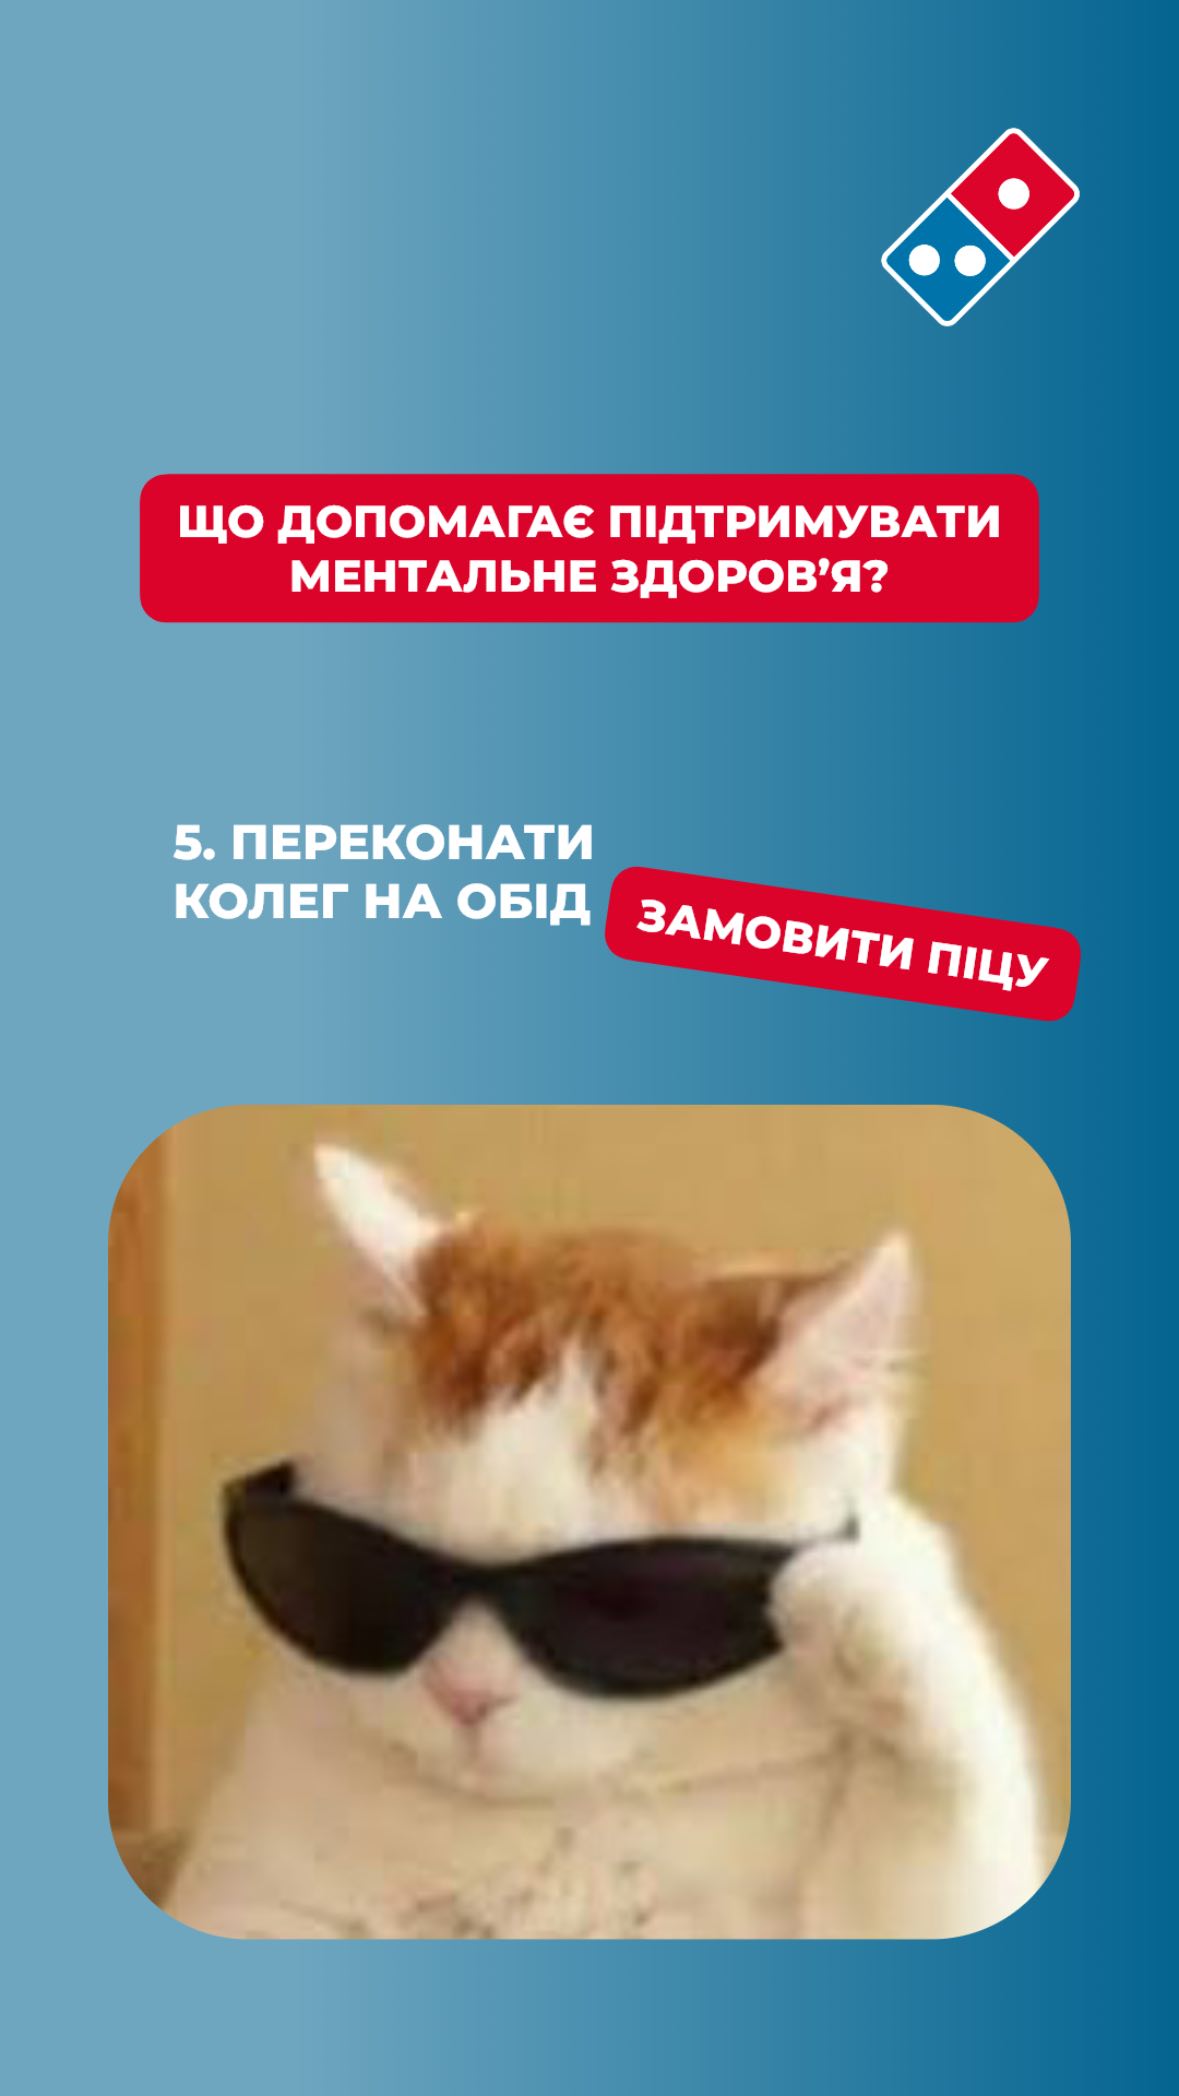 ЩО ДОПОМАГАЄ ПІДТРИМУВАТИ
МЕНТАЛЬНЕ ЗДОРОВ’Я?
5. ПЕРЕКОНАТИ
КОЛЕГ НА ОБІД
ЗАМОВИТИ ПІЦУ